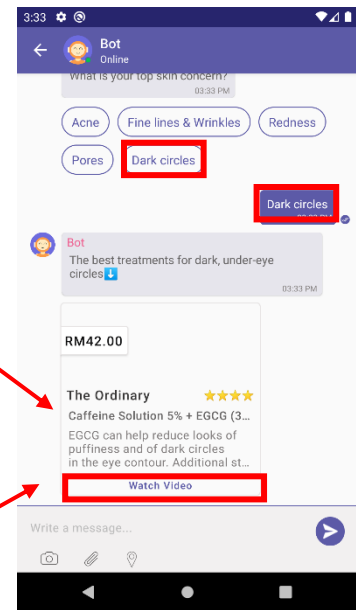 3:33
Bot
Online
What is your top skin concern?
03:33 PM
Acne
Fine lines & Wrinkles
Redness
Pores
Dark circles
Dark circles
03:33 PM
Bot
The best treatments for dark, under-eye
circles⬇️
03:33 PM
RM42.00
The Ordinary ⭐⭐⭐⭐
Caffeine Solution 5% + EGCG (3...
EGCG can help reduce looks of
puffiness and of dark circles
in the eye contour. Additional st...
Watch Video
Write a message...